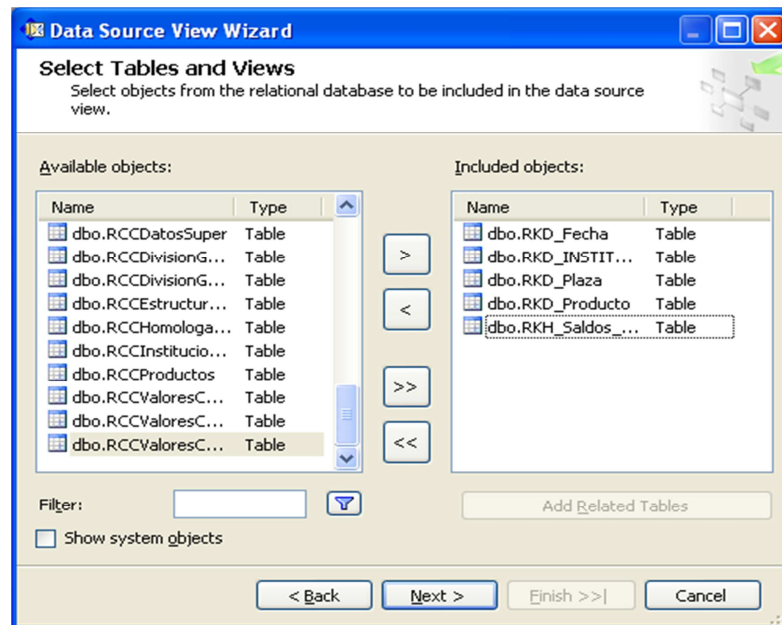 Data Source View Wizard
Select Tables and Views
Select objects from the relational database to be included in the data source
view.
Available objects:
Name Type
dbo.RCCDatosSuper Table
dbo.RCCDivisionG... Table
dbo.RCCDivisionG... Table
dbo.RCCEstructur... Table
dbo.RCCHomologa... Table
dbo.RCCInstitucio... Table
dbo.RCCProductos Table
dbo.RCCValoresC... Table
dbo.RCCValoresC... Table
dbo.RCCValoresC... Table
>
<
>>
<<
Included objects:
Name Type
dbo.RKD_Fecha Table
dbo.RKD_INSTIT... Table
dbo.RKD_Plaza Table
dbo.RKD_Producto Table
dbo.RKH_Saldos_... Table
Filter:
Add Related Tables
Show system objects
< Back
Next >
Finish >>|
Cancel